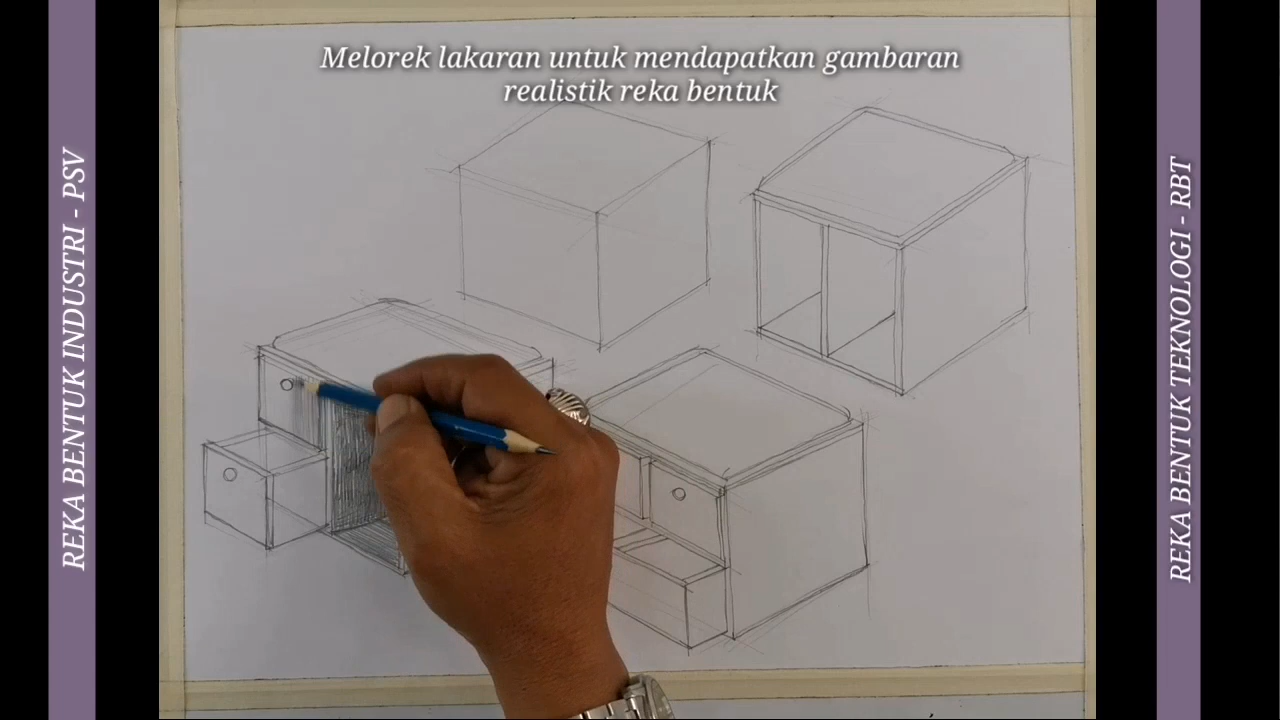 Melorek lakaran untuk mendapatkan gambaran
realistik reka bentuk
REKA BENTUK INDUSTRI - PSV
REKA BENTUK TEKNOLOGI - RBT